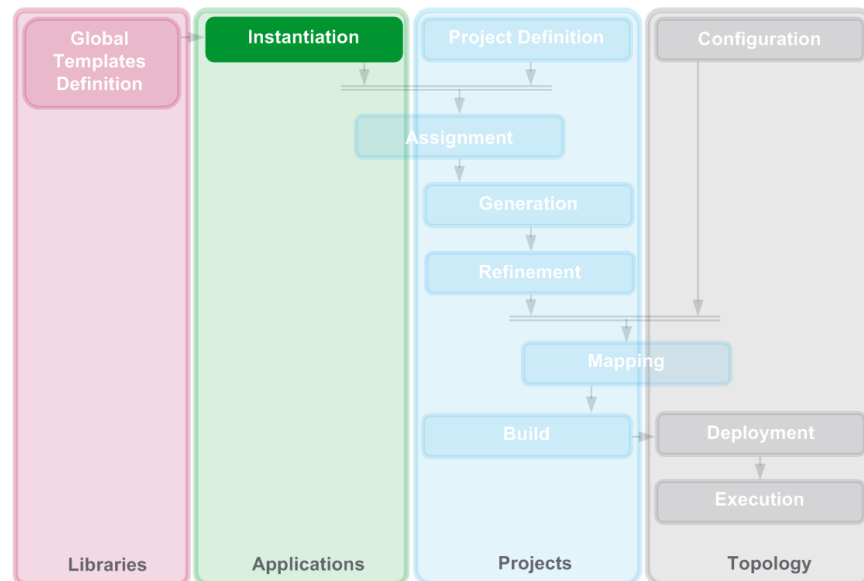 Global
Templates
Definition
Instantiation
Project Definition
Configuration
Assignment
Generation
Refinement
Mapping
Build
Deployment
Execution
Libraries
Applications
Projects
Topology